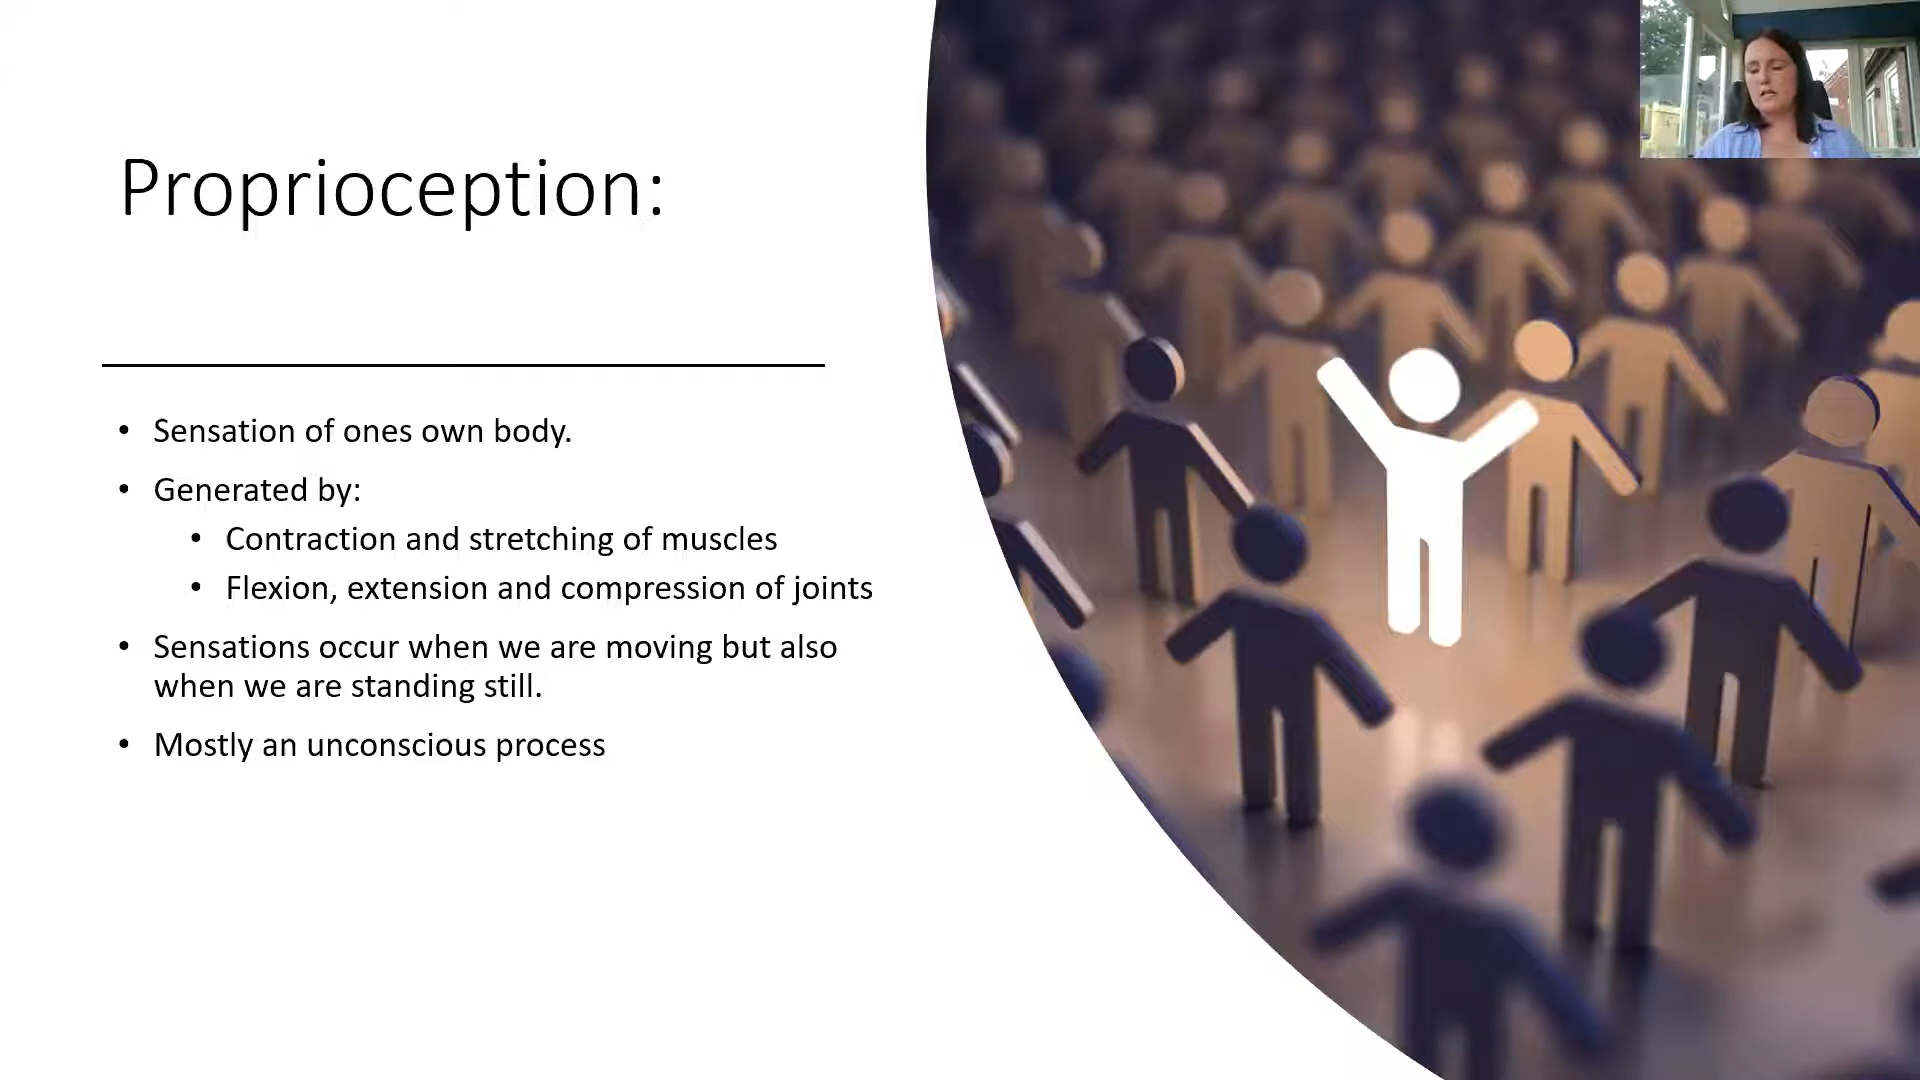 Proprioception:
• Sensation of ones own body.
• Generated by:
• Contraction and stretching of muscles
• Flexion, extension and compression of joints
• Sensations occur when we are moving but also
when we are standing still.
• Mostly an unconscious process